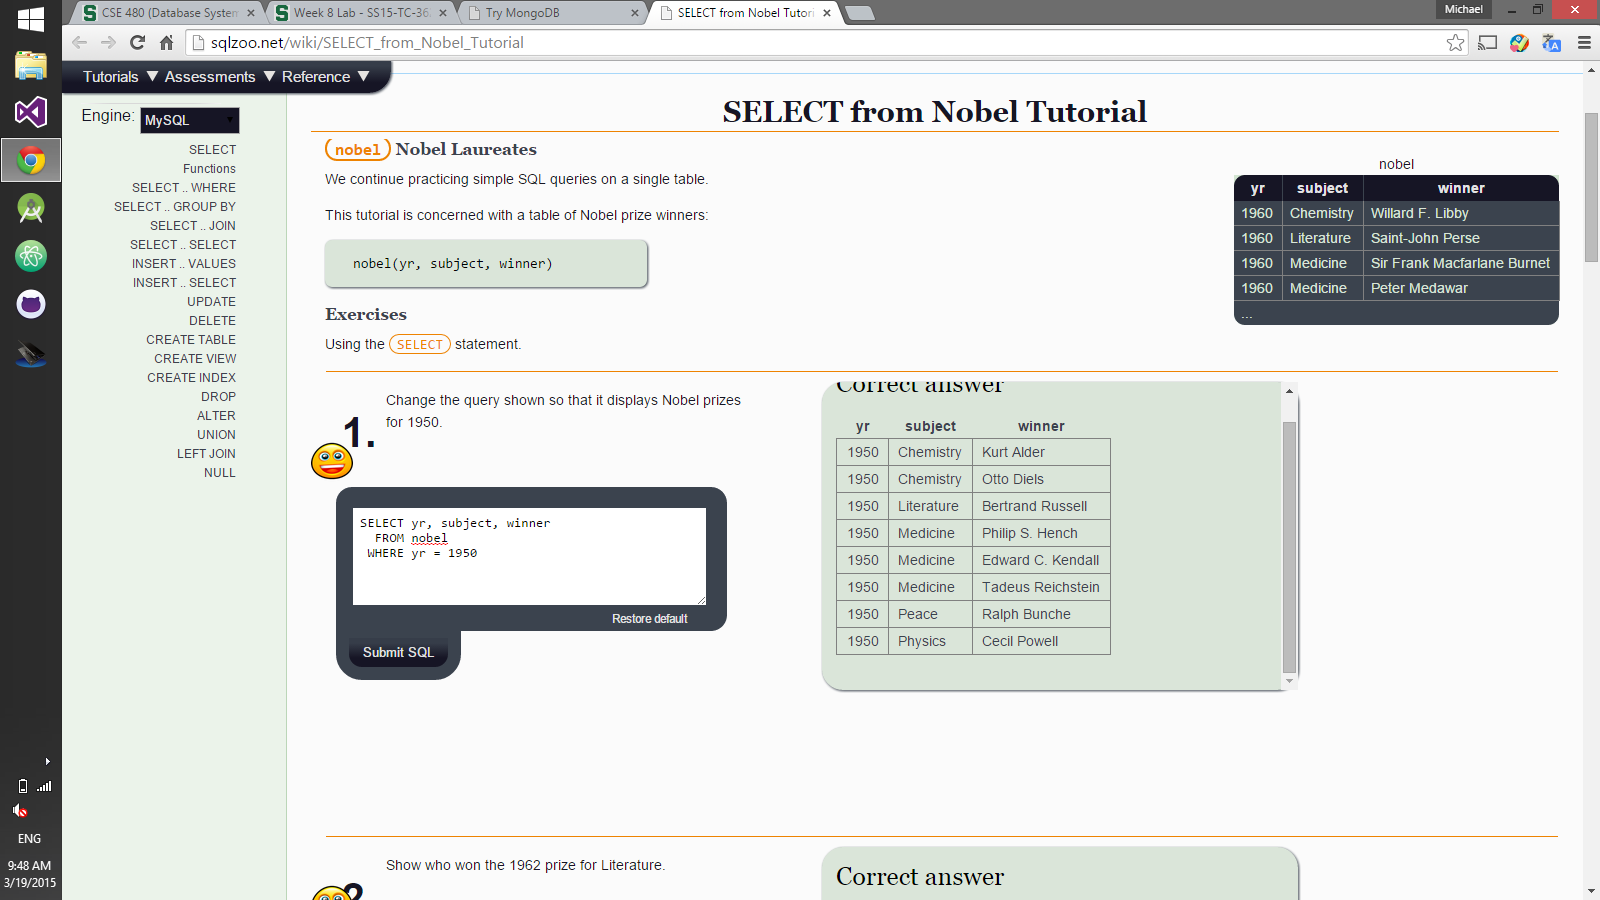 CSE 480 (Database System
Week 8 Lab - SS15-TC-36
Try MongoDB
SELECT from Nobel Tutori
Michael
sqlzoo.net/wiki/SELECT_from_Nobel_Tutorial
Tutorials ▼ Assessments ▼ Reference ▼
Engine: MySQL
SELECT
Functions
SELECT .. WHERE
SELECT .. GROUP BY
SELECT .. JOIN
SELECT .. SELECT
INSERT .. VALUES
INSERT .. SELECT
UPDATE
DELETE
CREATE TABLE
CREATE VIEW
CREATE INDEX
DROP
ALTER
UNION
LEFT JOIN
NULL
SELECT from Nobel Tutorial
nobel Nobel Laureates
We continue practicing simple SQL queries on a single table.
This tutorial is concerned with a table of Nobel prize winners:
nobel(yr, subject, winner)
nobel
yr subject winner
1960 Chemistry Willard F. Libby
1960 Literature Saint-John Perse
1960 Medicine Sir Frank Macfarlane Burnet
1960 Medicine Peter Medawar
...
Exercises
Using the SELECT statement.
1.
Change the query shown so that it displays Nobel prizes
for 1950.
SELECT yr, subject, winner
FROM nobel
WHERE yr = 1950
Restore default
Submit SQL
Correct answer
yr subject winner
1950 Chemistry Kurt Alder
1950 Chemistry Otto Diels
1950 Literature Bertrand Russell
1950 Medicine Philip S. Hench
1950 Medicine Edward C. Kendall
1950 Medicine Tadeus Reichstein
1950 Peace Ralph Bunche
1950 Physics Cecil Powell
2
Show who won the 1962 prize for Literature.
Correct answer
ENG
9:48 AM
3/19/2015